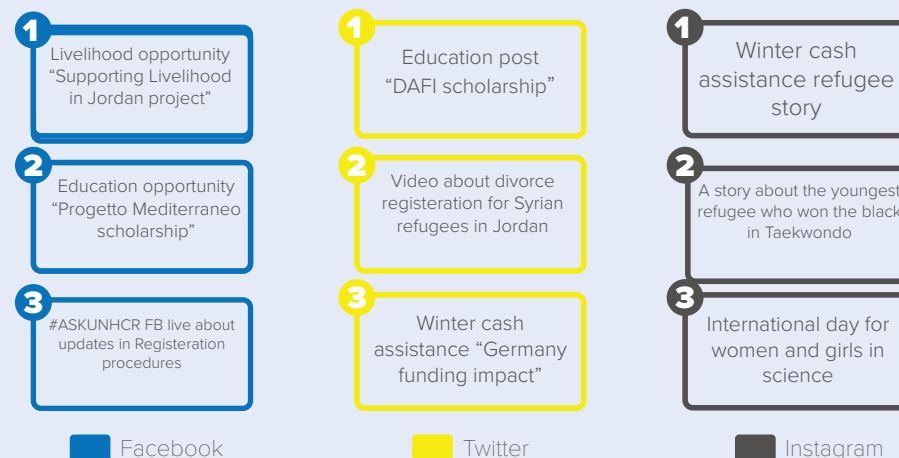 1
Livelihood opportunity
“Supporting Livelihood
in Jordan project”
2
Education opportunity
“Progetto Mediterraneo
scholarship”
3
#ASKUNHCR FB live about
updates in Registeration
procedures
Facebook
1
Education post
“DAFI scholarship”
2
Video about divorce
registeration for Syrian
refugees in Jordan
3
Winter cash
assistance “Germany
funding impact”
Twitter
1
Winter cash
assistance refugee
story
2
A story about the youngest
refugee who won the black
in Taekwondo
3
International day for
women and girls in
science
Instagram